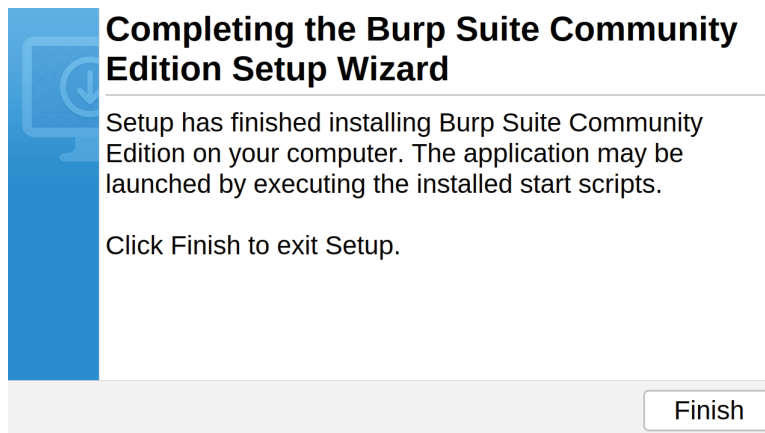 Completing the Burp Suite Community
Edition Setup Wizard
Setup has finished installing Burp Suite Community
Edition on your computer. The application may be
launched by executing the installed start scripts.
Click Finish to exit Setup.
Finish